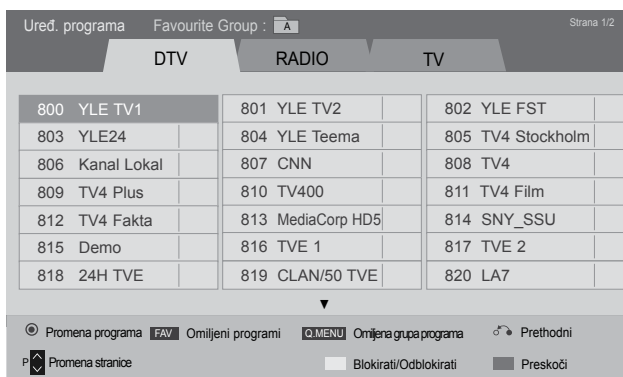 Uređ. programa Favourite Group : A Strana 1/2
DTV RADIO TV
800 YLE TV1 801 YLE TV2 802 YLE FST
803 YLE24 804 YLE Teema 805 TV4 Stockholm
806 Kanal Lokal 807 CNN 808 TV4
809 TV4 Plus 810 TV400 811 TV4 Film
812 TV4 Fakta 813 MediaCorp HD5 814 SNY_SSU
815 Demo 816 TVE 1 817 TVE 2
818 24H TVE 819 CLAN/50 TVE 820 LA7
Promena programa FAV Omiljeni programi Q.MENU Omiljena grupa programa Prethodni
P Promena stranice Blokirati/Odblokirati Preskoči